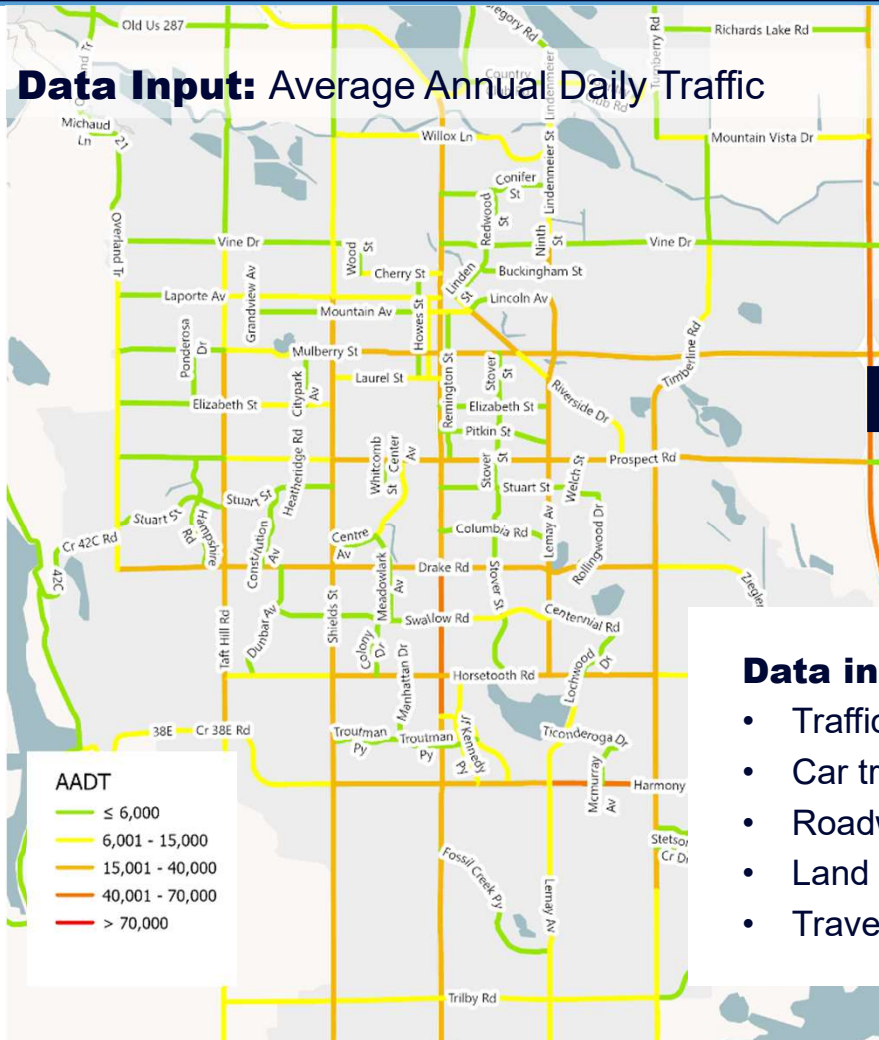 Old Us 287
Gregory Rd
Richards Lake Rd
Data Input: Average Annual Daily Traffic
Country
Club Rd
Lindenmeier
Turnberry Rd
Michaud
Ln
21
Willox Ln
Mountain Vista Dr
Lindenmeier St
Conifer
St
Redwood
St
Overland Tr
Vine Dr
Wood
St
Ninth
St
Vine Dr
Cherry St
Linden
St
Buckingham St
Grandview Av
Laporte Av
Lincoln Av
Mountain Av
Howes St
Ponderosa
Dr
Mulberry St
Timberline Rd
Laurel St
Citypark
Av
Remington St
Stover
St
Riverside Dr
Elizabeth St
Elizabeth St
Pitkin St
Heatheridge Rd
Whitcomb
St
Center
Av
Stover
St
Prospect Rd
Welch St
Stuart St
Stuart St
Stuart St
Hampshire
Rd
Constitution
Av
Cr 42C Rd
42C
Centre
Av
Columbia Rd
Lemay Av
Rollingwood Dr
Drake Rd
Meadowlark
Av
Stover St
Ziegler
Taft Hill Rd
Dunbar Av
Shields St
Swallow Rd
Centennial Rd
Colony
Dr
Manhattan Dr
Horsetooth Rd
Lochwood
Dr
Data in
38E
Cr 38E Rd
Troutman
Py
Troutman
Py
Jf Kennedy
Py
Ticonderoga Dr
• Traffic
Mcmurray
Av
Harmony
• Car tr
AADT
≤ 6,000
6,001 - 15,000
15,001 - 40,000
40,001 - 70,000
> 70,000
• Roadw
Stetson
Cr Dr
• Land
Fossil Creek Py
Lemay Av
• Trave
Trilby Rd